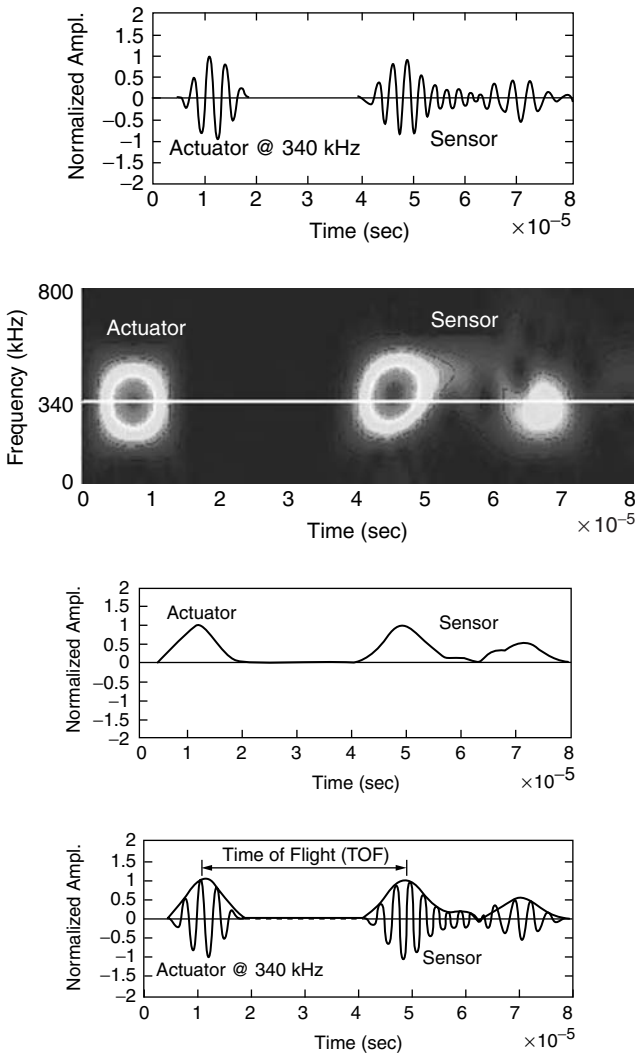 Normalized Ampl.
2
1.5
1
0.5
0
−0.5
−1
−1.5
−2
Actuator @ 340 kHz
Sensor
0 1 2 3 4 5 6 7 8
×10−5
Time (sec)
Frequency (kHz)
800
340
0
Actuator
Sensor
0 1 2 3 4 5 6 7 8
×10−5
Time (sec)
Normalized Ampl.
2
1.5
1
0.5
0
−0.5
−1
−1.5
−2
Actuator
Sensor
0 1 2 3 4 5 6 7 8
×10−5
Time (sec)
Normalized Ampl.
2
1.5
1
0.5
0
−0.5
−1
−1.5
−2
Time of Flight (TOF)
Actuator @ 340 kHz
Sensor
0 1 2 3 4 5 6 7 8
×10−5
Time (sec)